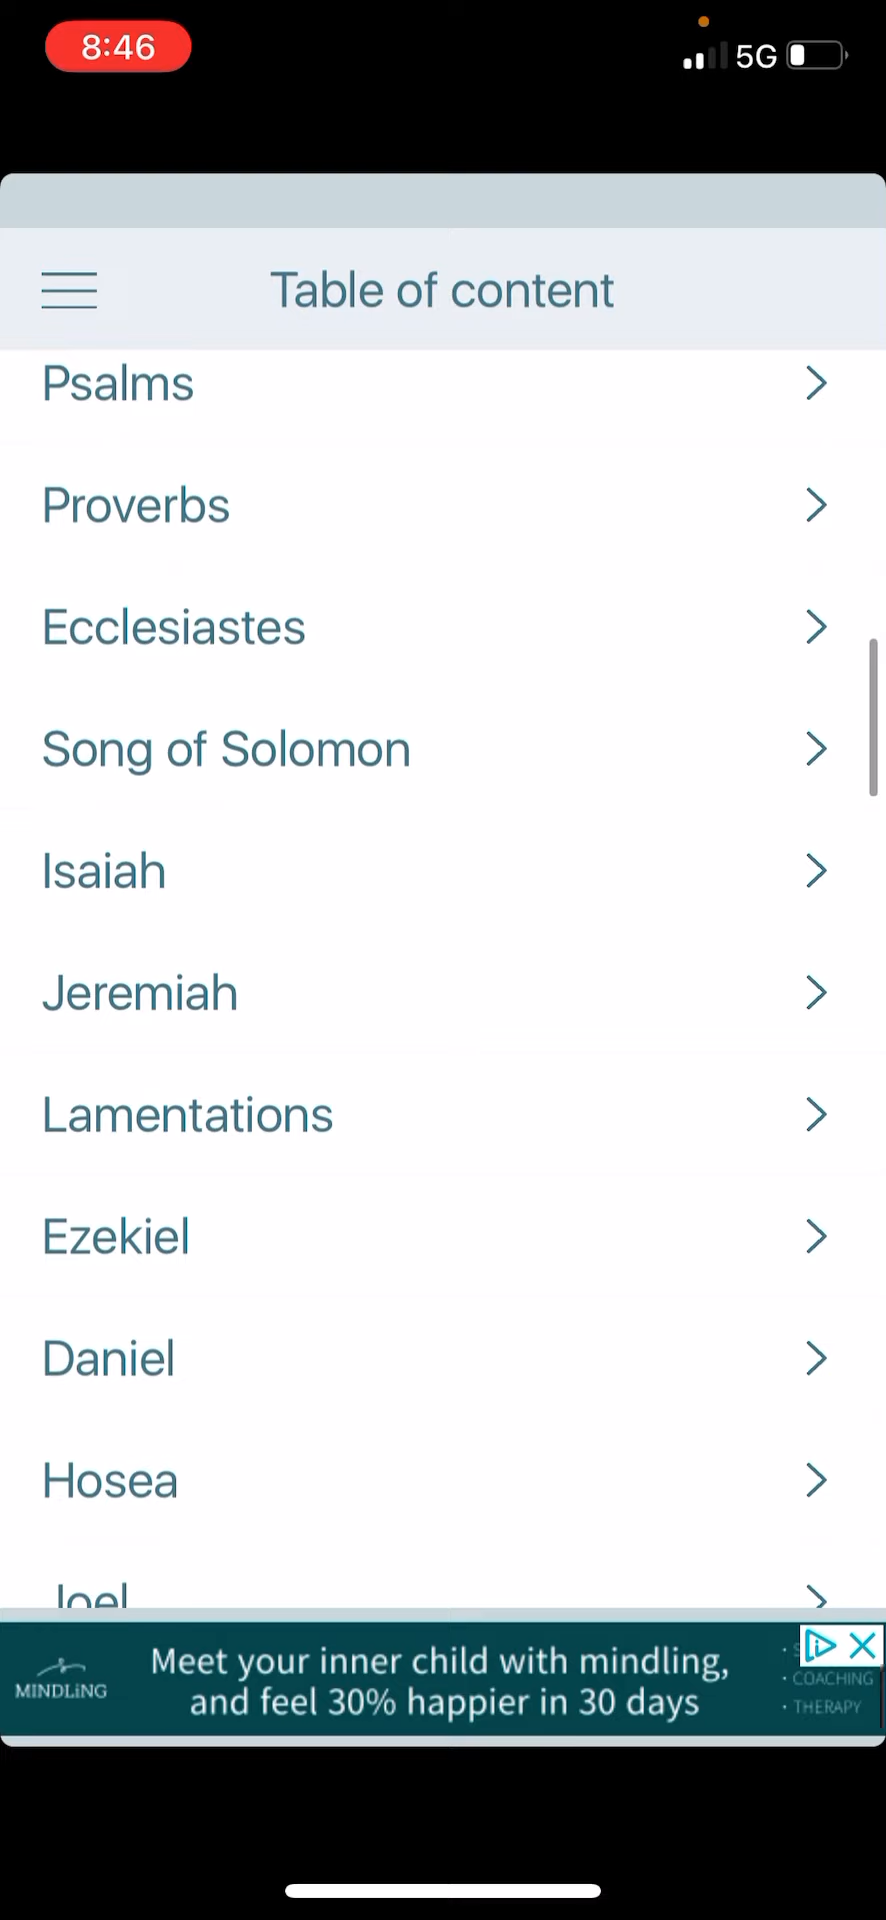 8:46
5G
Table of content
Psalms
Proverbs
Ecclesiastes
Song of Solomon
Isaiah
Jeremiah
Lamentations
Ezekiel
Daniel
Hosea
Joel
MINDLiNG
Meet your inner child with mindling,
and feel 30% happier in 30 days
· COACHING
· THERAPY